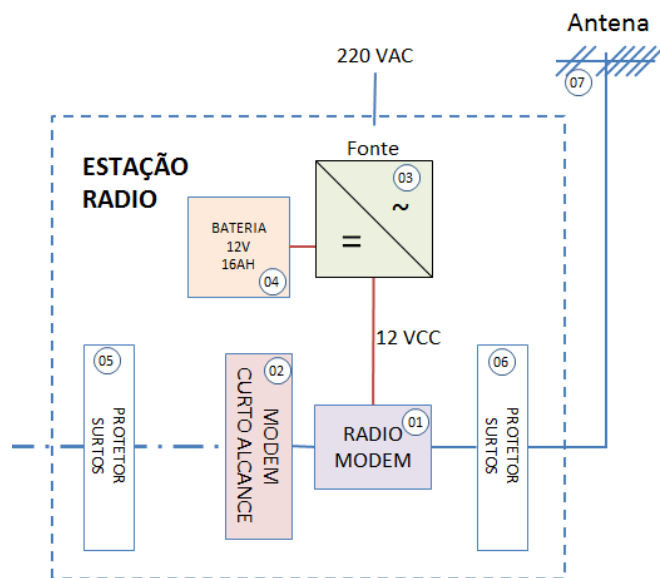 Antena
07
220 VAC
ESTAÇÃO
RADIO
Fonte
03
~
=
BATERIA
12V
16AH
04
12 VCC
05
PROTETOR
SURTOS
02
MODEM
CURTO ALCANCE
01
RADIO
MODEM
06
PROTETOR
SURTOS